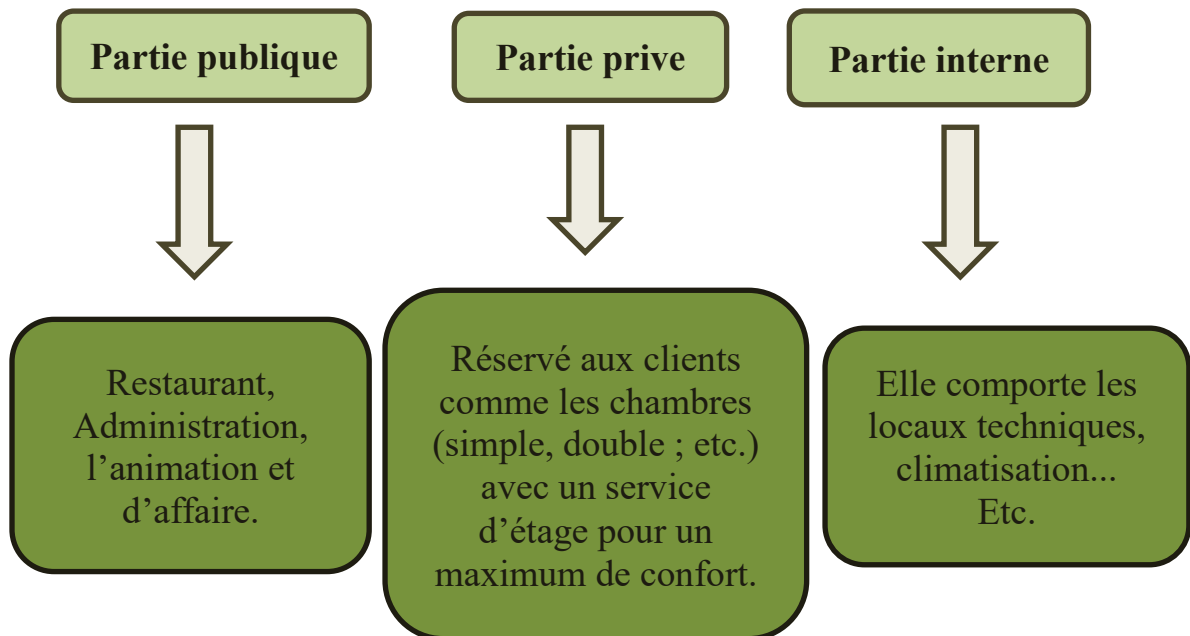 Partie publique
Partie prive
Partie interne
Restaurant,
Administration,
l’animation et
d’affaire.
Réservé aux clients
comme les chambres
(simple, double ; etc.)
avec un service
d’étage pour un
maximum de confort.
Elle comporte les
locaux techniques,
climatisation...
Etc.